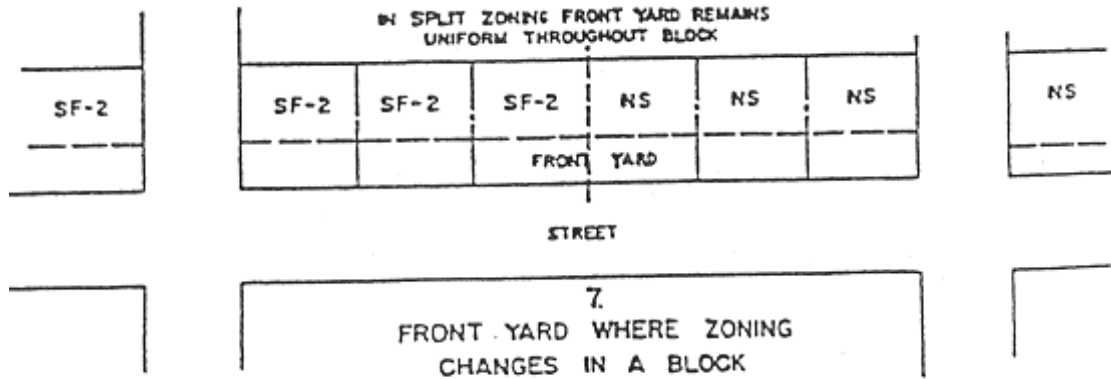 IN SPLIT ZONING FRONT YARD REMAINS
UNIFORM THROUGHOUT BLOCK
SF-2
SF-2
SF-2
SF-2
NS
NS
NS
NS
FRONT YARD
STREET
7.
FRONT YARD WHERE ZONING
CHANGES IN A BLOCK